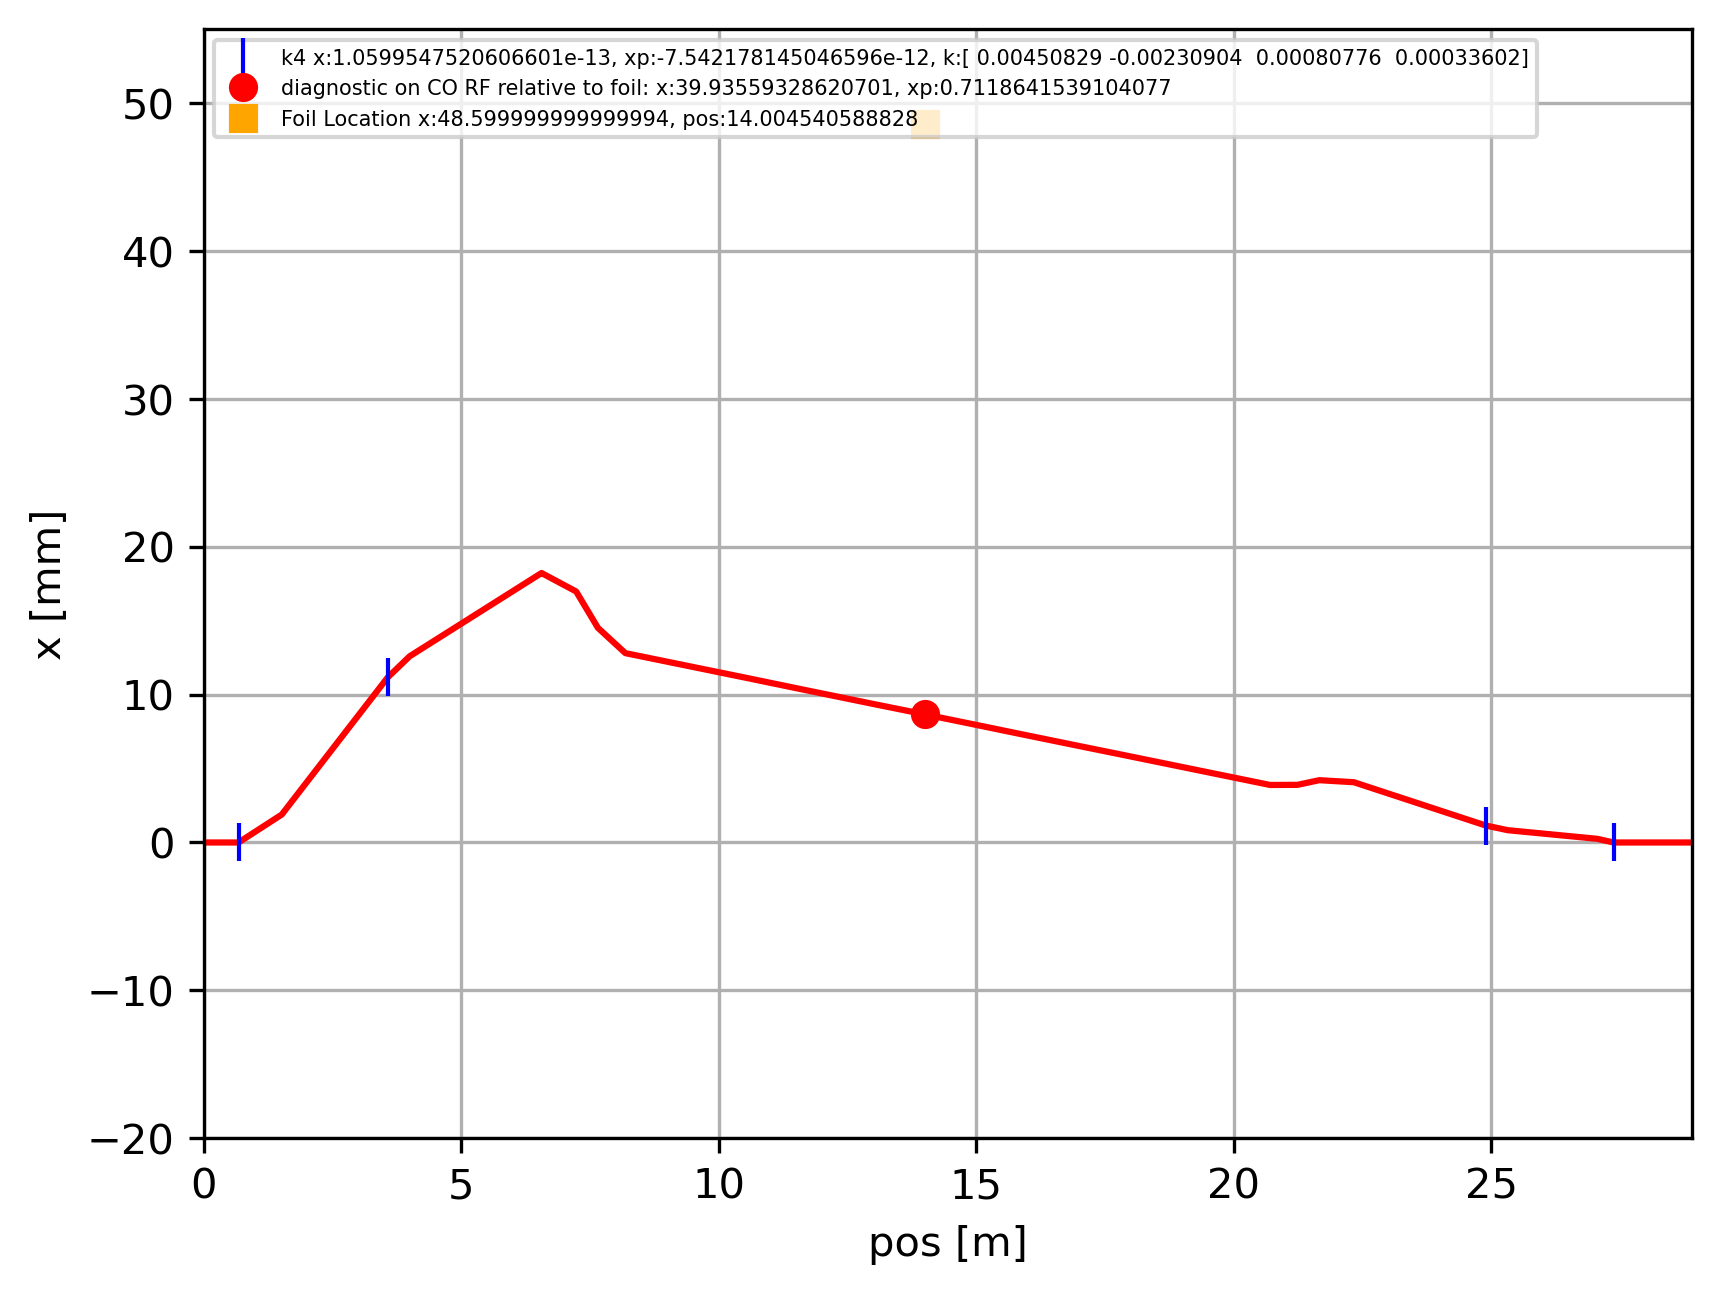 k4 x:1.0599547520606601e-13, xp:-7.542178145046596e-12, k:[ 0.00450829 -0.00230904  0.00080776  0.00033602]
diagnostic on CO RF relative to foil: x:39.93559328620701, xp:0.7118641539104077
Foil Location x:48.599999999999994, pos:14.004540588828
50
40
30
20
10
0
−10
−20
x [mm]
0 5 10 15 20 25
pos [m]